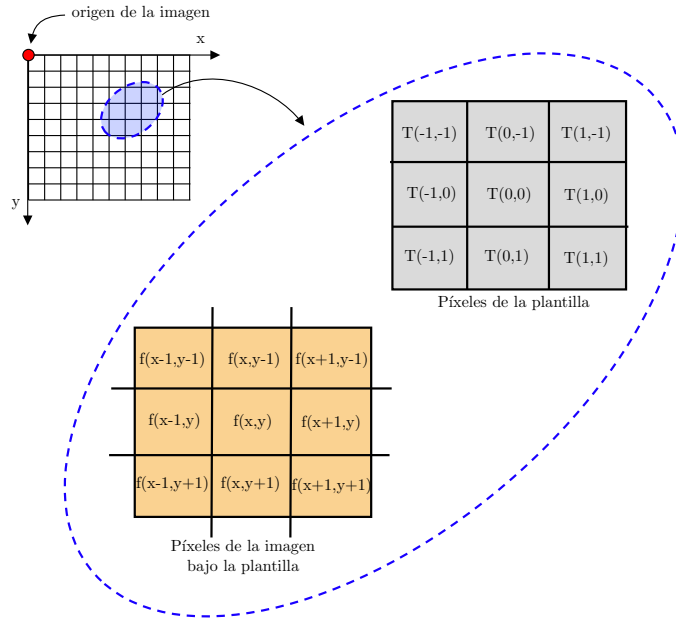 origen de la imagen
x
y
T(-1,-1) T(0,-1) T(1,-1)
T(-1,0) T(0,0) T(1,0)
T(-1,1) T(0,1) T(1,1)
Píxeles de la plantilla
f(x-1,y-1) f(x,y-1) f(x+1,y-1)
f(x-1,y) f(x,y) f(x+1,y)
f(x-1,y+1) f(x,y+1) f(x+1,y+1)
Píxeles de la imagen
bajo la plantilla